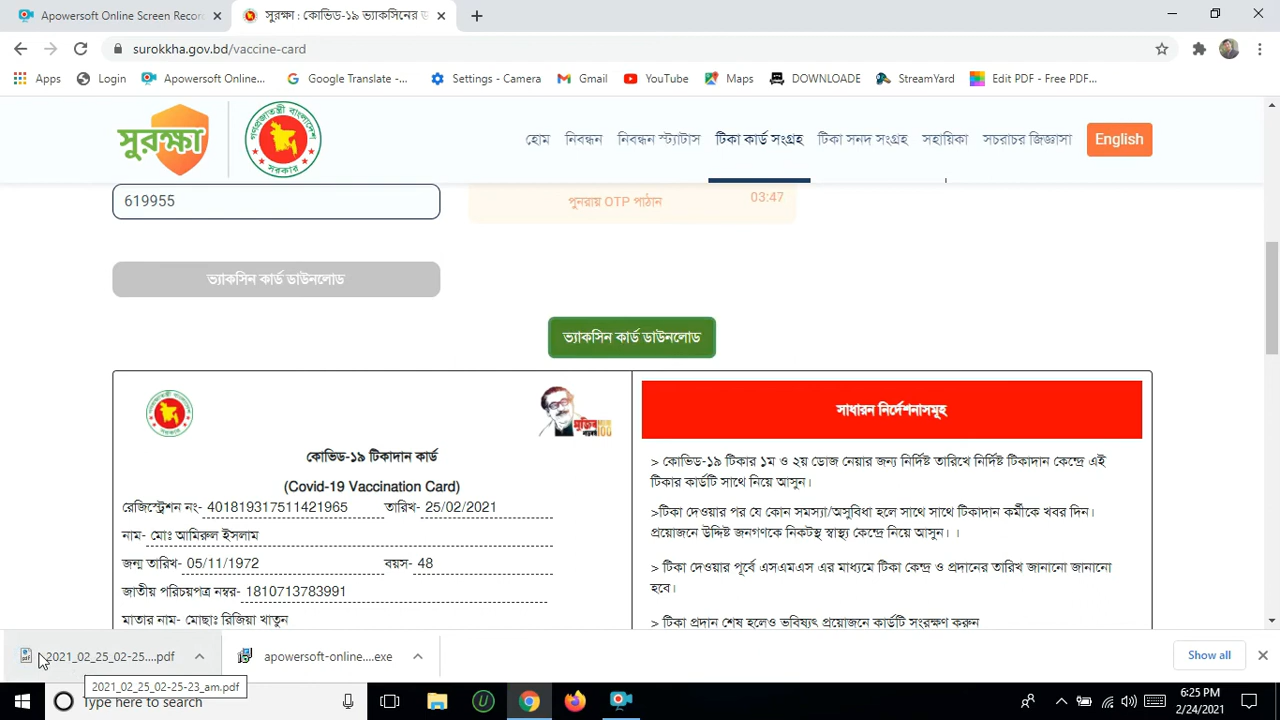 Apowersoft Online Screen Recor
সুরক্ষা : কোভিড-১৯ ভ্যাকসিনের ড
surokkha.gov.bd/vaccine-card
Apps Login Apowersoft Online... Google Translate -... Settings - Camera Gmail YouTube Maps DOWNLOADE StreamYard Edit PDF - Free PDF...
সুরক্ষা
গণপ্রজাতন্ত্রী বাংলাদেশ সরকার
হোম নিবন্ধন নিবন্ধন স্ট্যাটাস টিকা কার্ড সংগ্রহ টিকা সনদ সংগ্রহ সহায়িকা সচরাচর জিজ্ঞাসা English
619955
পুনরায় OTP পাঠান 03:47
ভ্যাকসিন কার্ড ডাউনলোড
ভ্যাকসিন কার্ড ডাউনলোড
মুজিব শতবর্ষ 100
কোভিড-১৯ টিকাদান কার্ড
(Covid-19 Vaccination Card)
রেজিস্ট্রেশন নং- 401819317511421965 তারিখ- 25/02/2021
নাম- মোঃ আমিরুল ইসলাম
জন্ম তারিখ- 05/11/1972 বয়স- 48
জাতীয় পরিচয়পত্র নম্বর- 1810713783991
মাতার নাম- মোছাঃ রিজিয়া খাতুন
সাধারন নির্দেশনাসমূহ
> কোভিড-১৯ টিকার ১ম ও ২য় ডোজ নেয়ার জন্য নির্দিষ্ট তারিখে নির্দিষ্ট টিকাদান কেন্দ্রে এই
টিকার কার্ডটি সাথে নিয়ে আসুন।
>টিকা দেওয়ার পর যে কোন সমস্যা/অসুবিধা হলে সাথে সাথে টিকাদান কর্মীকে খবর দিন।
প্রয়োজনে উদ্দিষ্ট জনগণকে নিকটস্থ স্বাস্থ্য কেন্দ্রে নিয়ে আসুন। ।
> টিকা দেওয়ার পূর্বে এসএমএস এর মাধ্যমে টিকা কেন্দ্র ও প্রদানের তারিখ জানানো জানানো
হবে।
> টিকা প্রদান শেষ হলেও ভবিষ্যৎ প্রয়োজনে কার্ডটি সংরক্ষণ করুন
2021_02_25_02-25....pdf apowersoft-online....exe Show all
2021_02_25_02-25-23_am.pdf
Type here to search
6:25 PM
2/24/2021